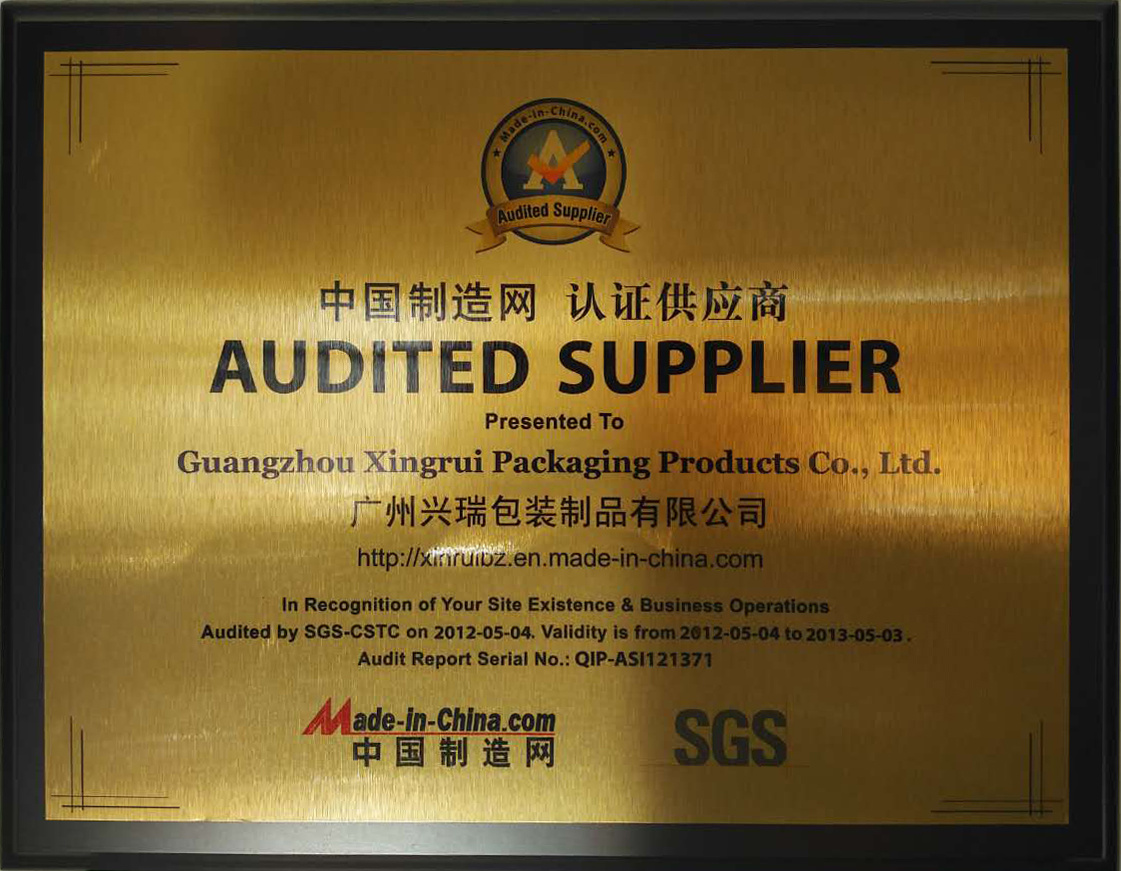 Made-in-China.com
A
Audited Supplier
中国制造网 认证供应商
AUDITED SUPPLIER
Presented To
Guangzhou Xingrui Packaging Products Co., Ltd.
广州兴瑞包装制品有限公司
http://xinruibz.en.made-in-china.com
In Recognition of Your Site Existence & Business Operations
Audited by SGS-CSTC on 2012-05-04. Validity is from 2012-05-04 to 2013-05-03.
Audit Report Serial No.: QIP-ASI121371
Made-in-China.com
中国制造网
SGS